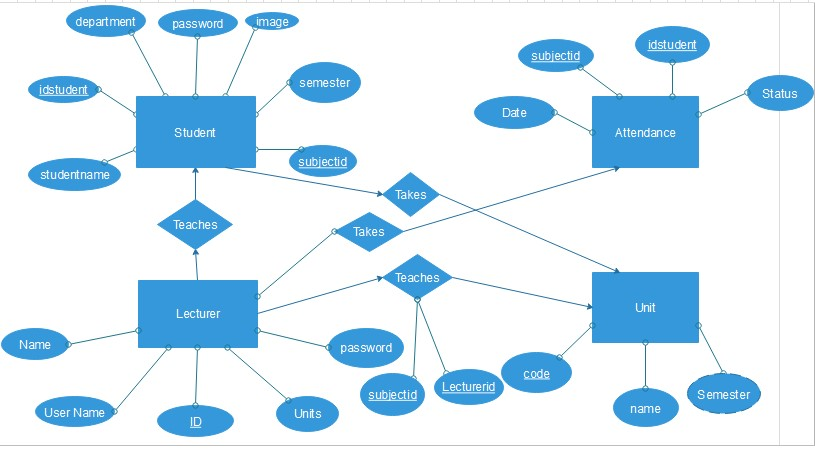 department
password
image
idstudent
semester
Student
studentname
subjectid
subjectid
idstudent
Date
Status
Attendance
Takes
Teaches
Takes
Teaches
Lecturer
Unit
Name
password
User Name
ID
Units
subjectid
Lecturerid
code
name
Semester